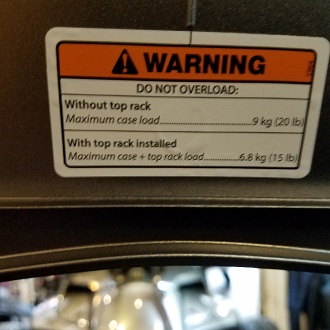 WARNING
DO NOT OVERLOAD:
Without top rack
Maximum case load..............................9 kg (20 lb)
With top rack installed
Maximum case + top rack load............6.8 kg (15 lb)